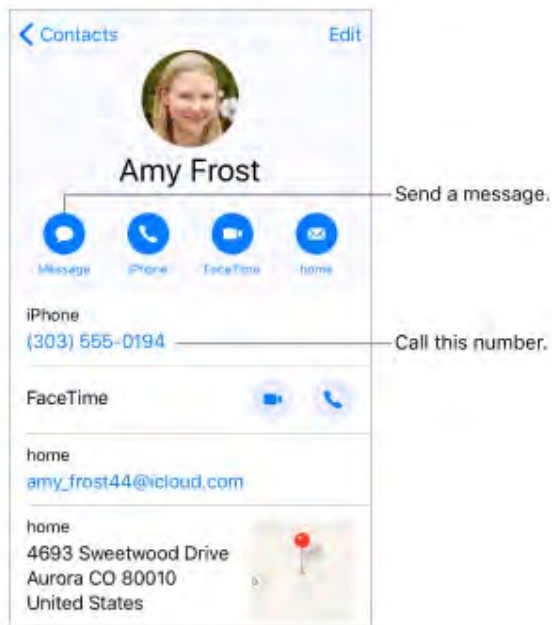 Contacts
Edit
Amy Frost
Send a message.
Message iPhone FaceTime home
iPhone
(303) 555-0194
Call this number.
FaceTime
home
amy_frost44@icloud.com
home
4693 Sweetwood Drive
Aurora CO 80010
United States